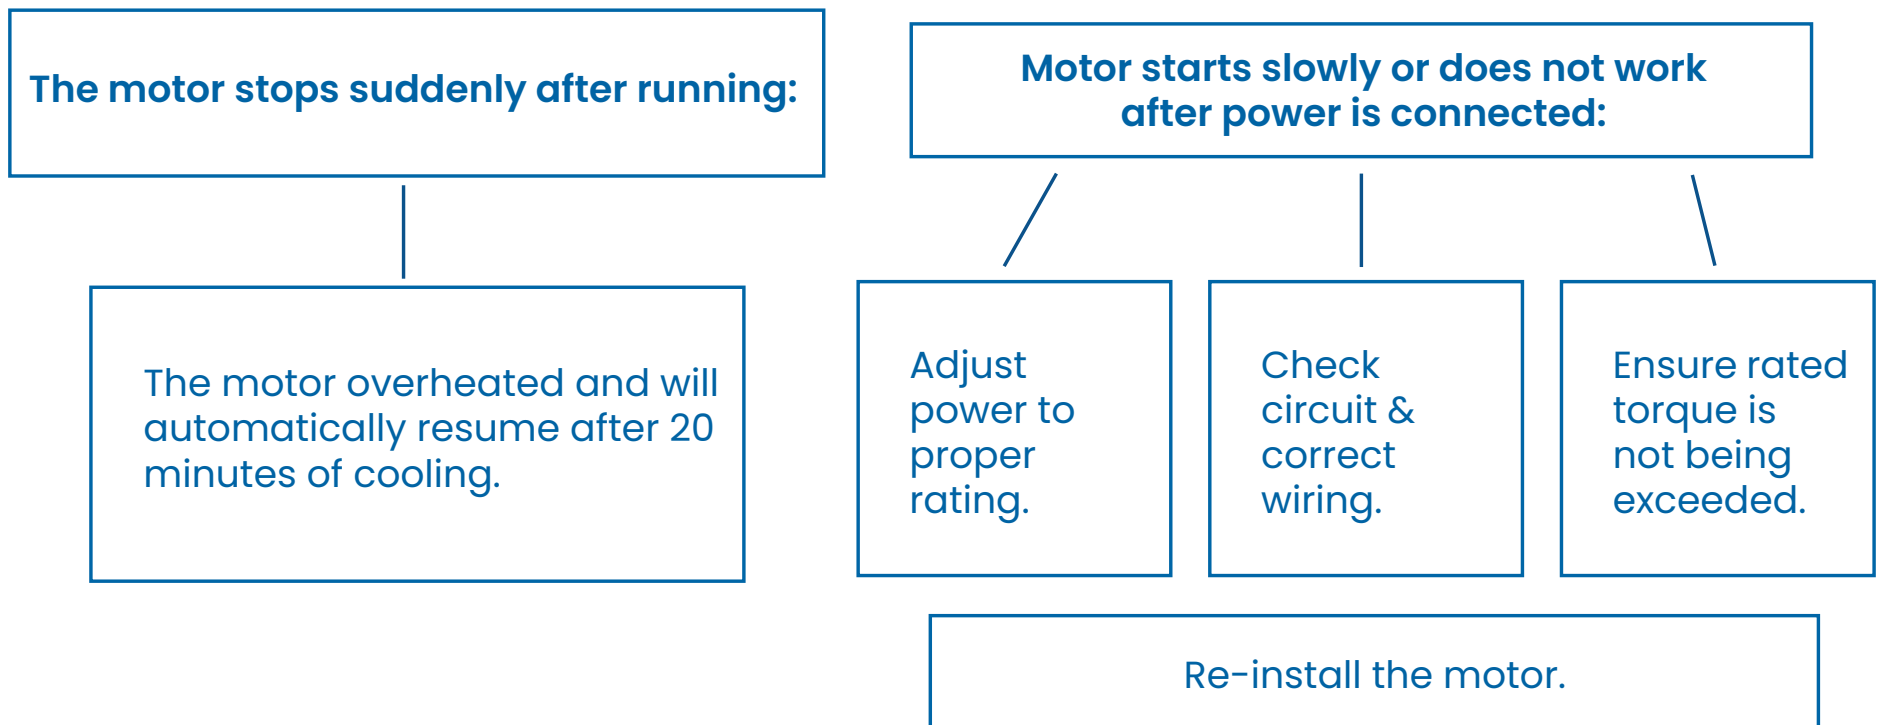 The motor stops suddenly after running:
The motor overheated and will
automatically resume after 20
minutes of cooling.
Motor starts slowly or does not work
after power is connected:
Adjust
power to
proper
rating.
Check
circuit &
correct
wiring.
Ensure rated
torque is
not being
exceeded.
Re-install the motor.